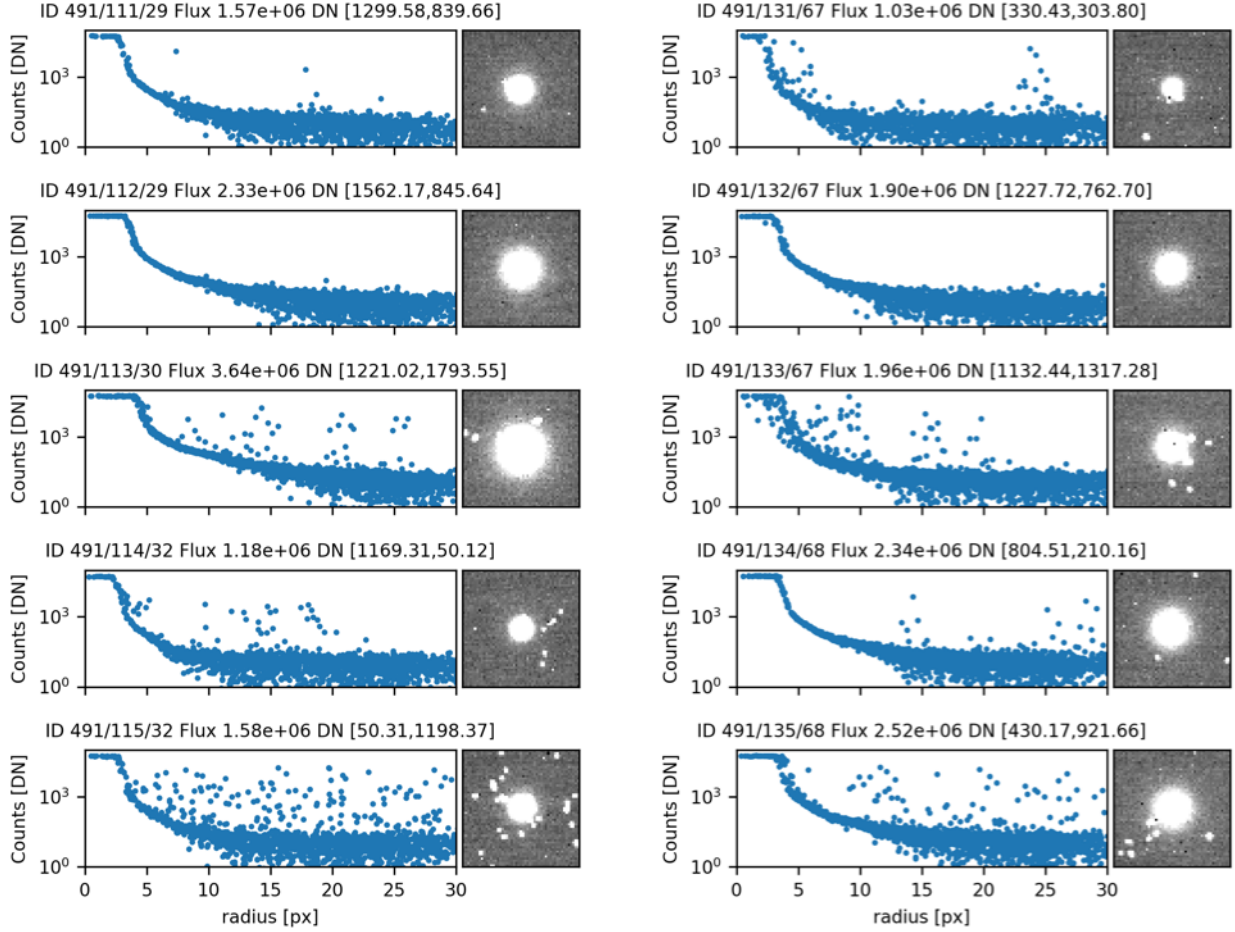 ID 491/111/29 Flux 1.57e+06 DN [1299.58,839.66]
Counts [DN]
10³
10⁰
ID 491/131/67 Flux 1.03e+06 DN [330.43,303.80]
Counts [DN]
10³
10⁰
ID 491/112/29 Flux 2.33e+06 DN [1562.17,845.64]
Counts [DN]
10³
10⁰
ID 491/132/67 Flux 1.90e+06 DN [1227.72,762.70]
Counts [DN]
10³
10⁰
ID 491/113/30 Flux 3.64e+06 DN [1221.02,1793.55]
Counts [DN]
10³
10⁰
ID 491/133/67 Flux 1.96e+06 DN [1132.44,1317.28]
Counts [DN]
10³
10⁰
ID 491/114/32 Flux 1.18e+06 DN [1169.31,50.12]
Counts [DN]
10³
10⁰
ID 491/134/68 Flux 2.34e+06 DN [804.51,210.16]
Counts [DN]
10³
10⁰
ID 491/115/32 Flux 1.58e+06 DN [50.31,1198.37]
Counts [DN]
10³
10⁰
0 5 10 15 20 25 30
radius [px]
ID 491/135/68 Flux 2.52e+06 DN [430.17,921.66]
Counts [DN]
10³
10⁰
0 5 10 15 20 25 30
radius [px]